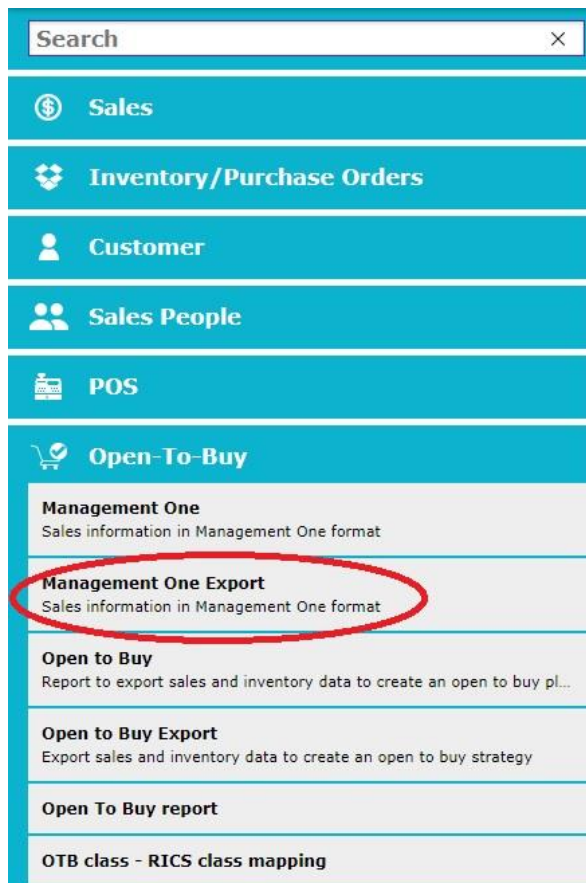 Search
Sales
Inventory/Purchase Orders
Customer
Sales People
POS
Open-To-Buy
Management One
Sales information in Management One format
Management One Export
Sales information in Management One format
Open to Buy
Report to export sales and inventory data to create an open to buy pl...
Open to Buy Export
Export sales and inventory data to create an open to buy strategy
Open To Buy report
OTB class - RICS class mapping